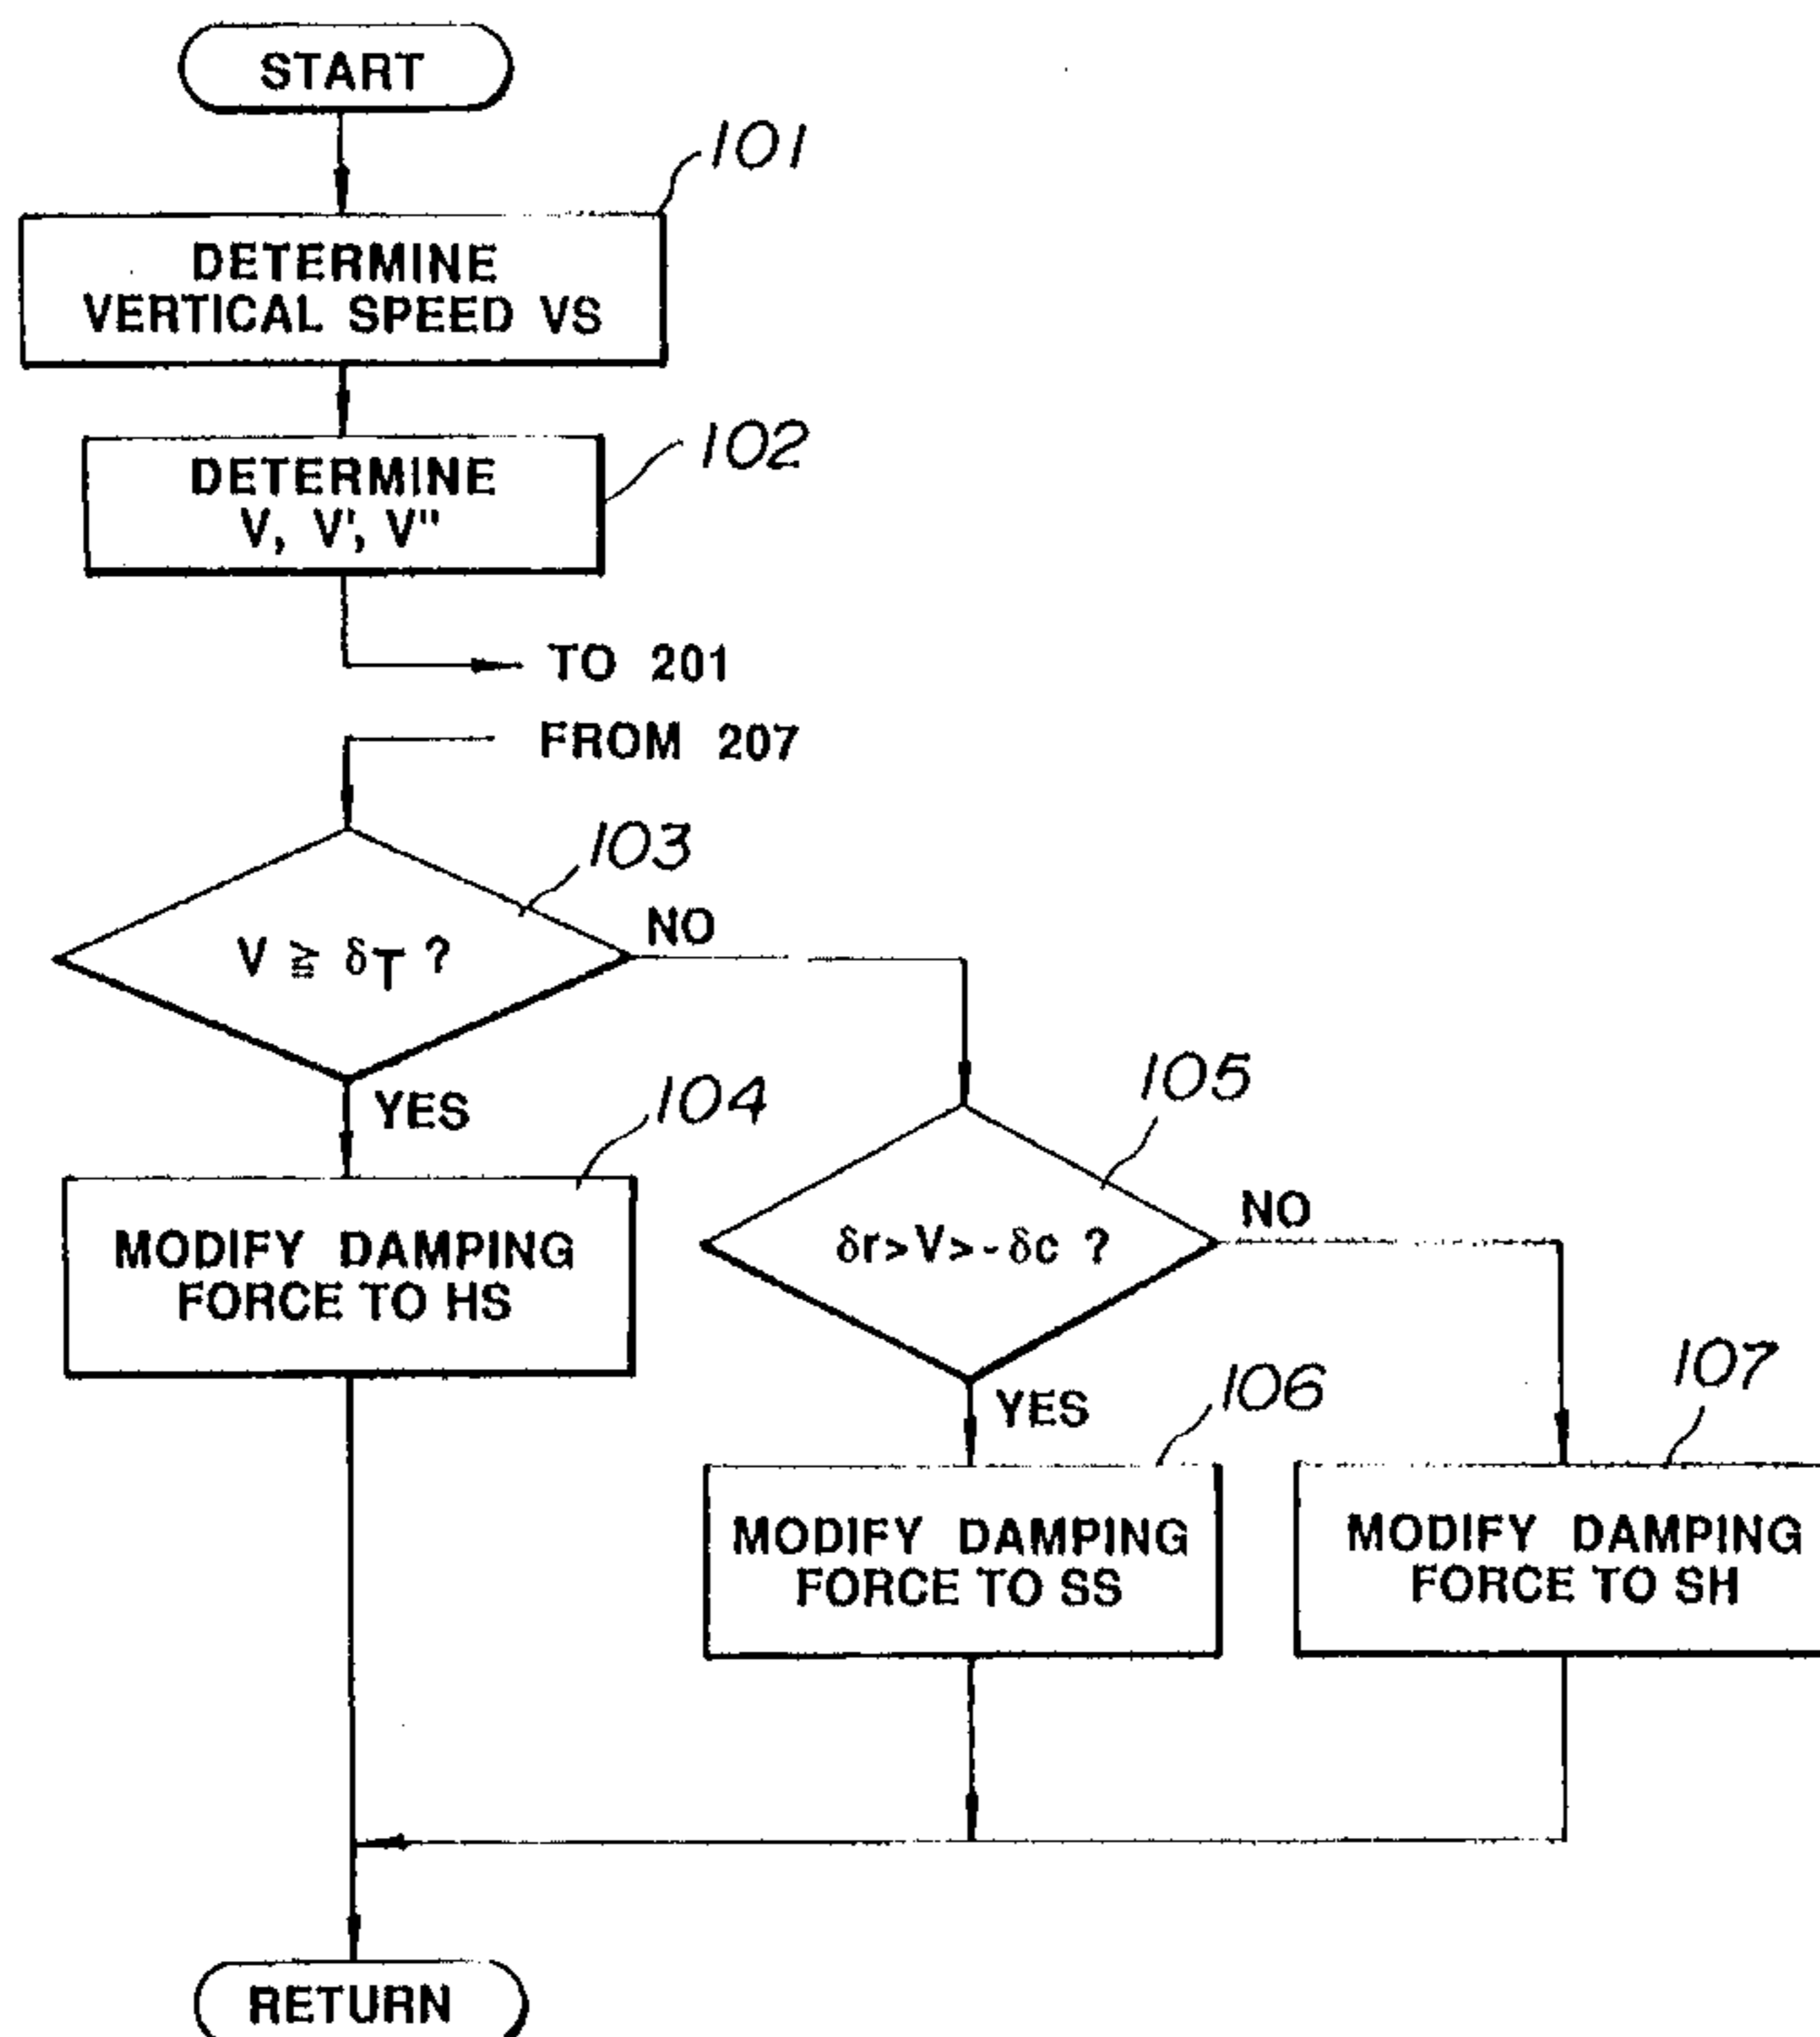 START
101
DETERMINE
VERTICAL SPEED VS
102
DETERMINE
V, V', V"
TO 201
FROM 207
103
V ≧ δT ?
NO
YES
104
MODIFY DAMPING
FORCE TO HS
105
δr>V>-δc ?
NO
YES
106
MODIFY DAMPING
FORCE TO SS
107
MODIFY DAMPING
FORCE TO SH
RETURN